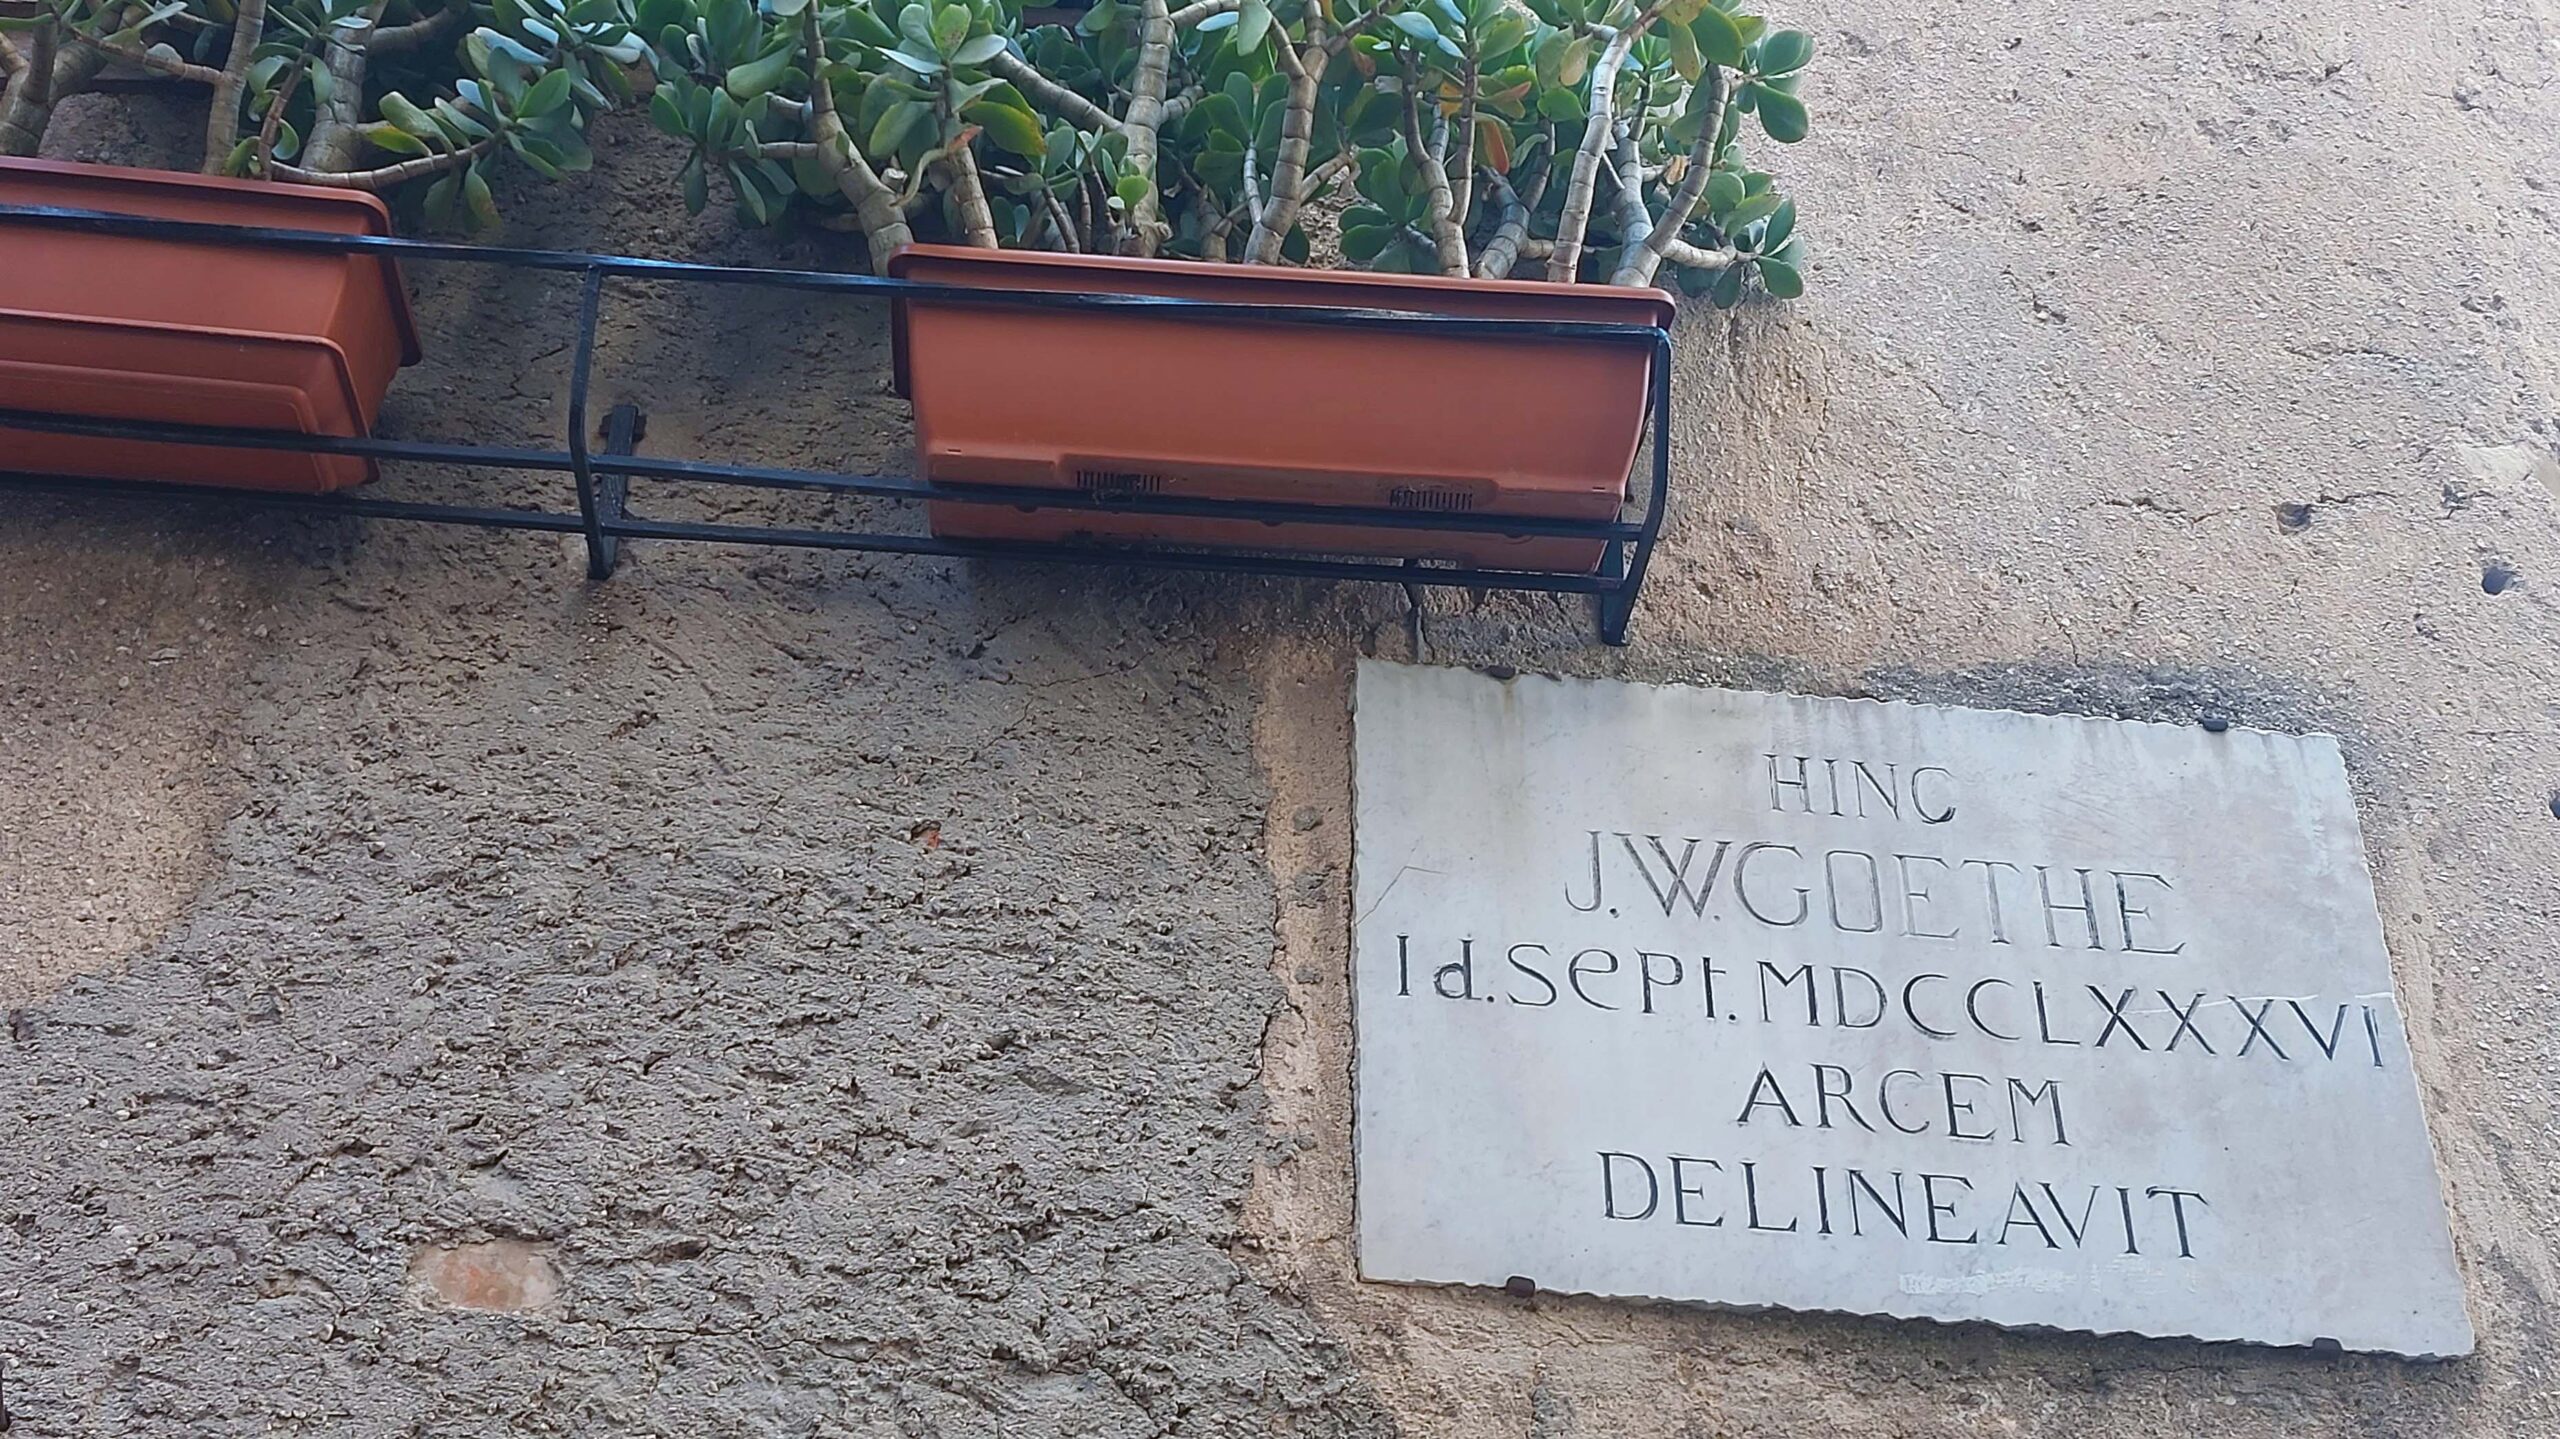 HINC
J.W.GOETHE
Id.Sept.MDCCLXXXVI
ARCEM
DELINEAVIT